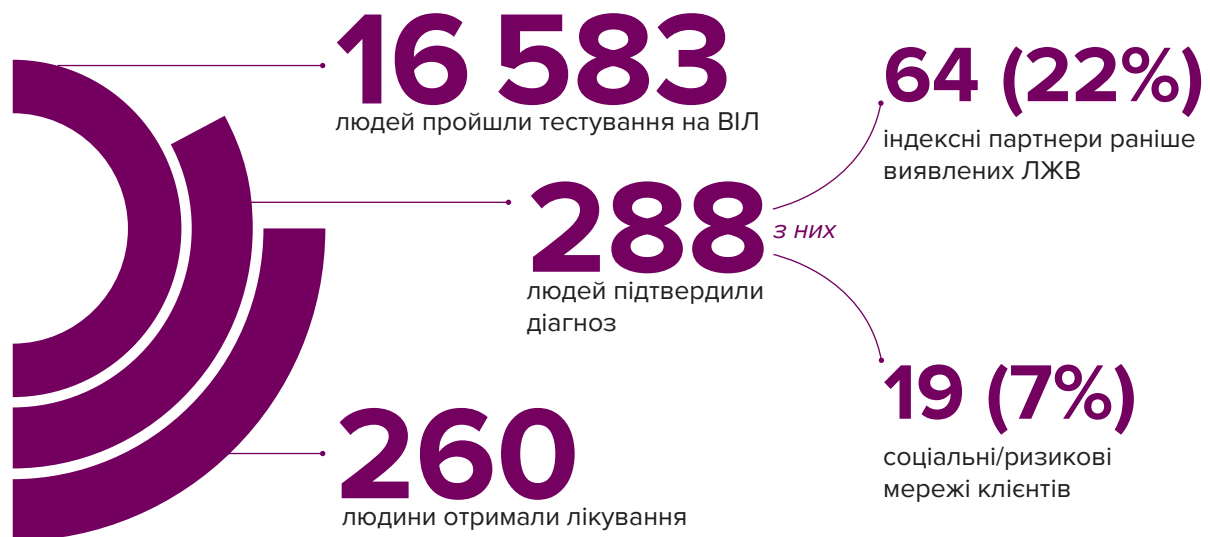 16 583
людей пройшли тестування на ВІЛ
288
людей підтвердили
діагноз
з них
64 (22%)
індексні партнери раніше
виявлених ЛЖВ
19 (7%)
соціальні/ризикові
мережі клієнтів
260
людини отримали лікування